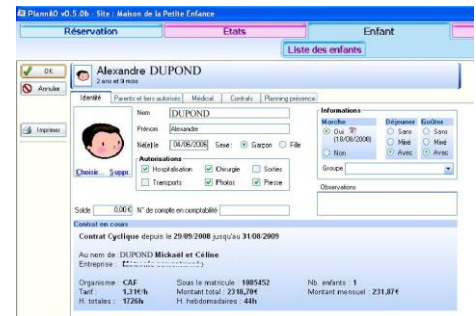 Plann&O v0.5.0b - Site : Maison de la Petite Enfance
Réservation Etats Enfant
Liste des enfants
OK
Annuler
Imprimer
Alexandre DUPOND
2 ans et 9 mois
Identité Parents et tiers autorisés Médical Contrats Planning présence
Nom DUPOND
Prénom Alexandre
Né(e) le 04/06/2006 Sexe : Garçon Fille
Autorisations
Hospitalisation Chirurgie Sorties
Transports Photos Presse
Choisir... Suppr.
Informations
Marche Déjeuner Goûter
Oui Sans Sans
(18/08/2008) Mixé Mixé
Non Avec Avec
Groupe
Observations
Solde 0,00 € N° de compte en comptabilité
Contrat en cours
Contrat Cyclique depuis le 29/09/2008 jusqu'au 31/08/2009
Au nom de :DUPOND Mickaël et Céline
Entreprise :
Organisme : CAF Sous le matricule : 1085452 Nb. enfants : 1
Tarif : 1,31€/h Montant total : 2318,70€ Montant mensuel : 231,87€
H. totales : 1726h H. hebdomadaires : 44h